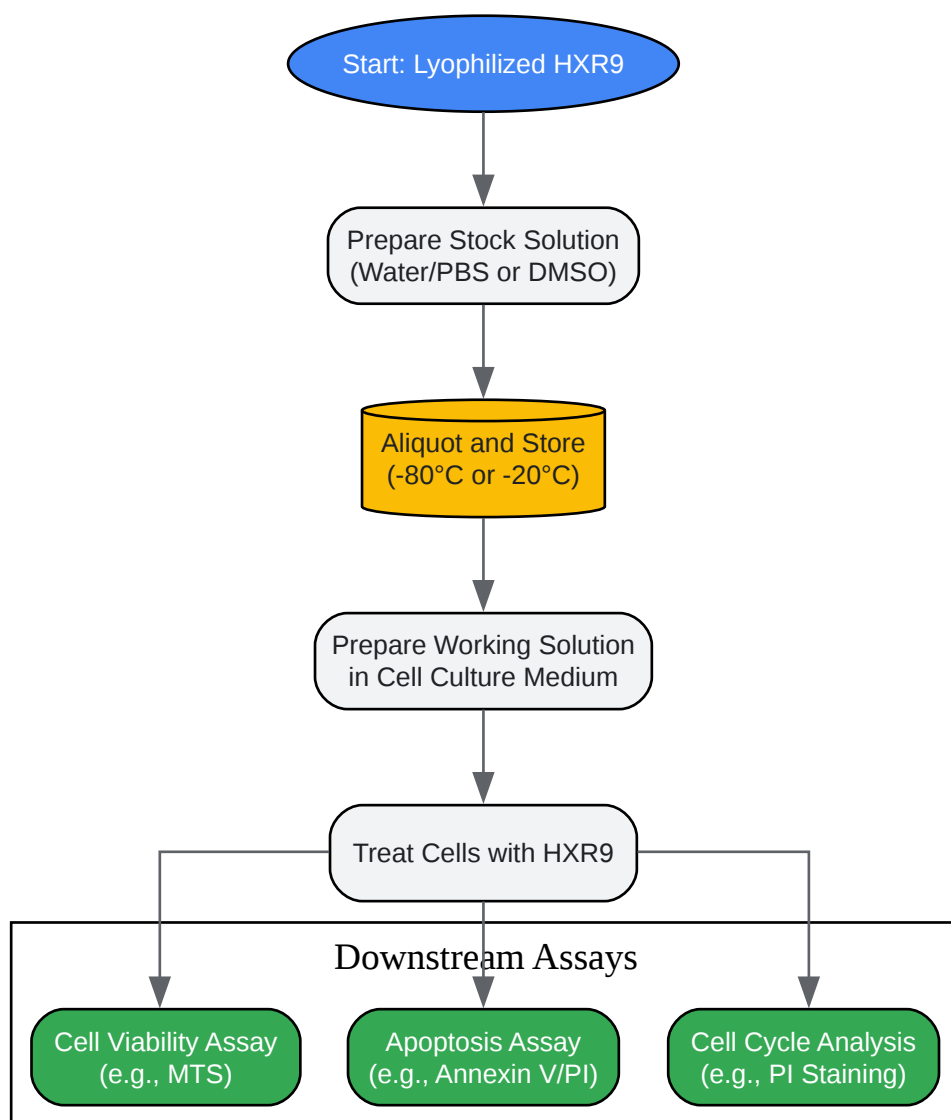 Start: Lyophilized HXR9
Prepare Stock Solution
(Water/PBS or DMSO)
Aliquot and Store
(-80°C or -20°C)
Prepare Working Solution
in Cell Culture Medium
Treat Cells with HXR9
Downstream Assays
Cell Viability Assay
(e.g., MTS)
Apoptosis Assay
(e.g., Annexin V/PI)
Cell Cycle Analysis
(e.g., PI Staining)